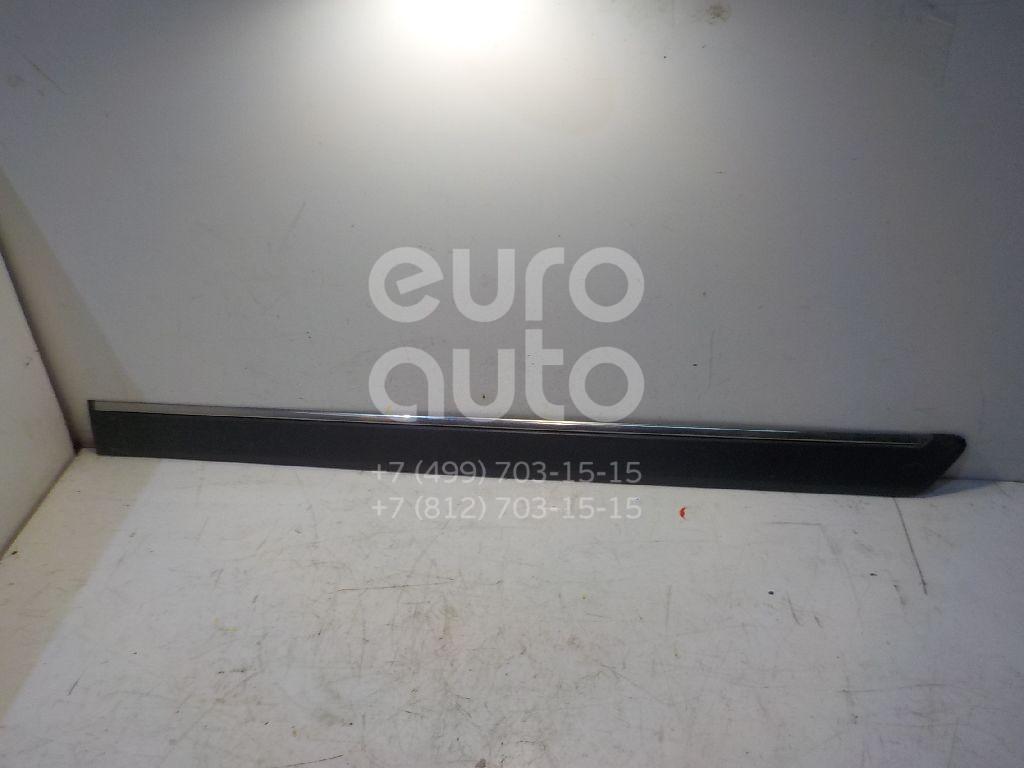 euro
auto
+7 (499) 703-15-15
+7 (812) 703-15-15